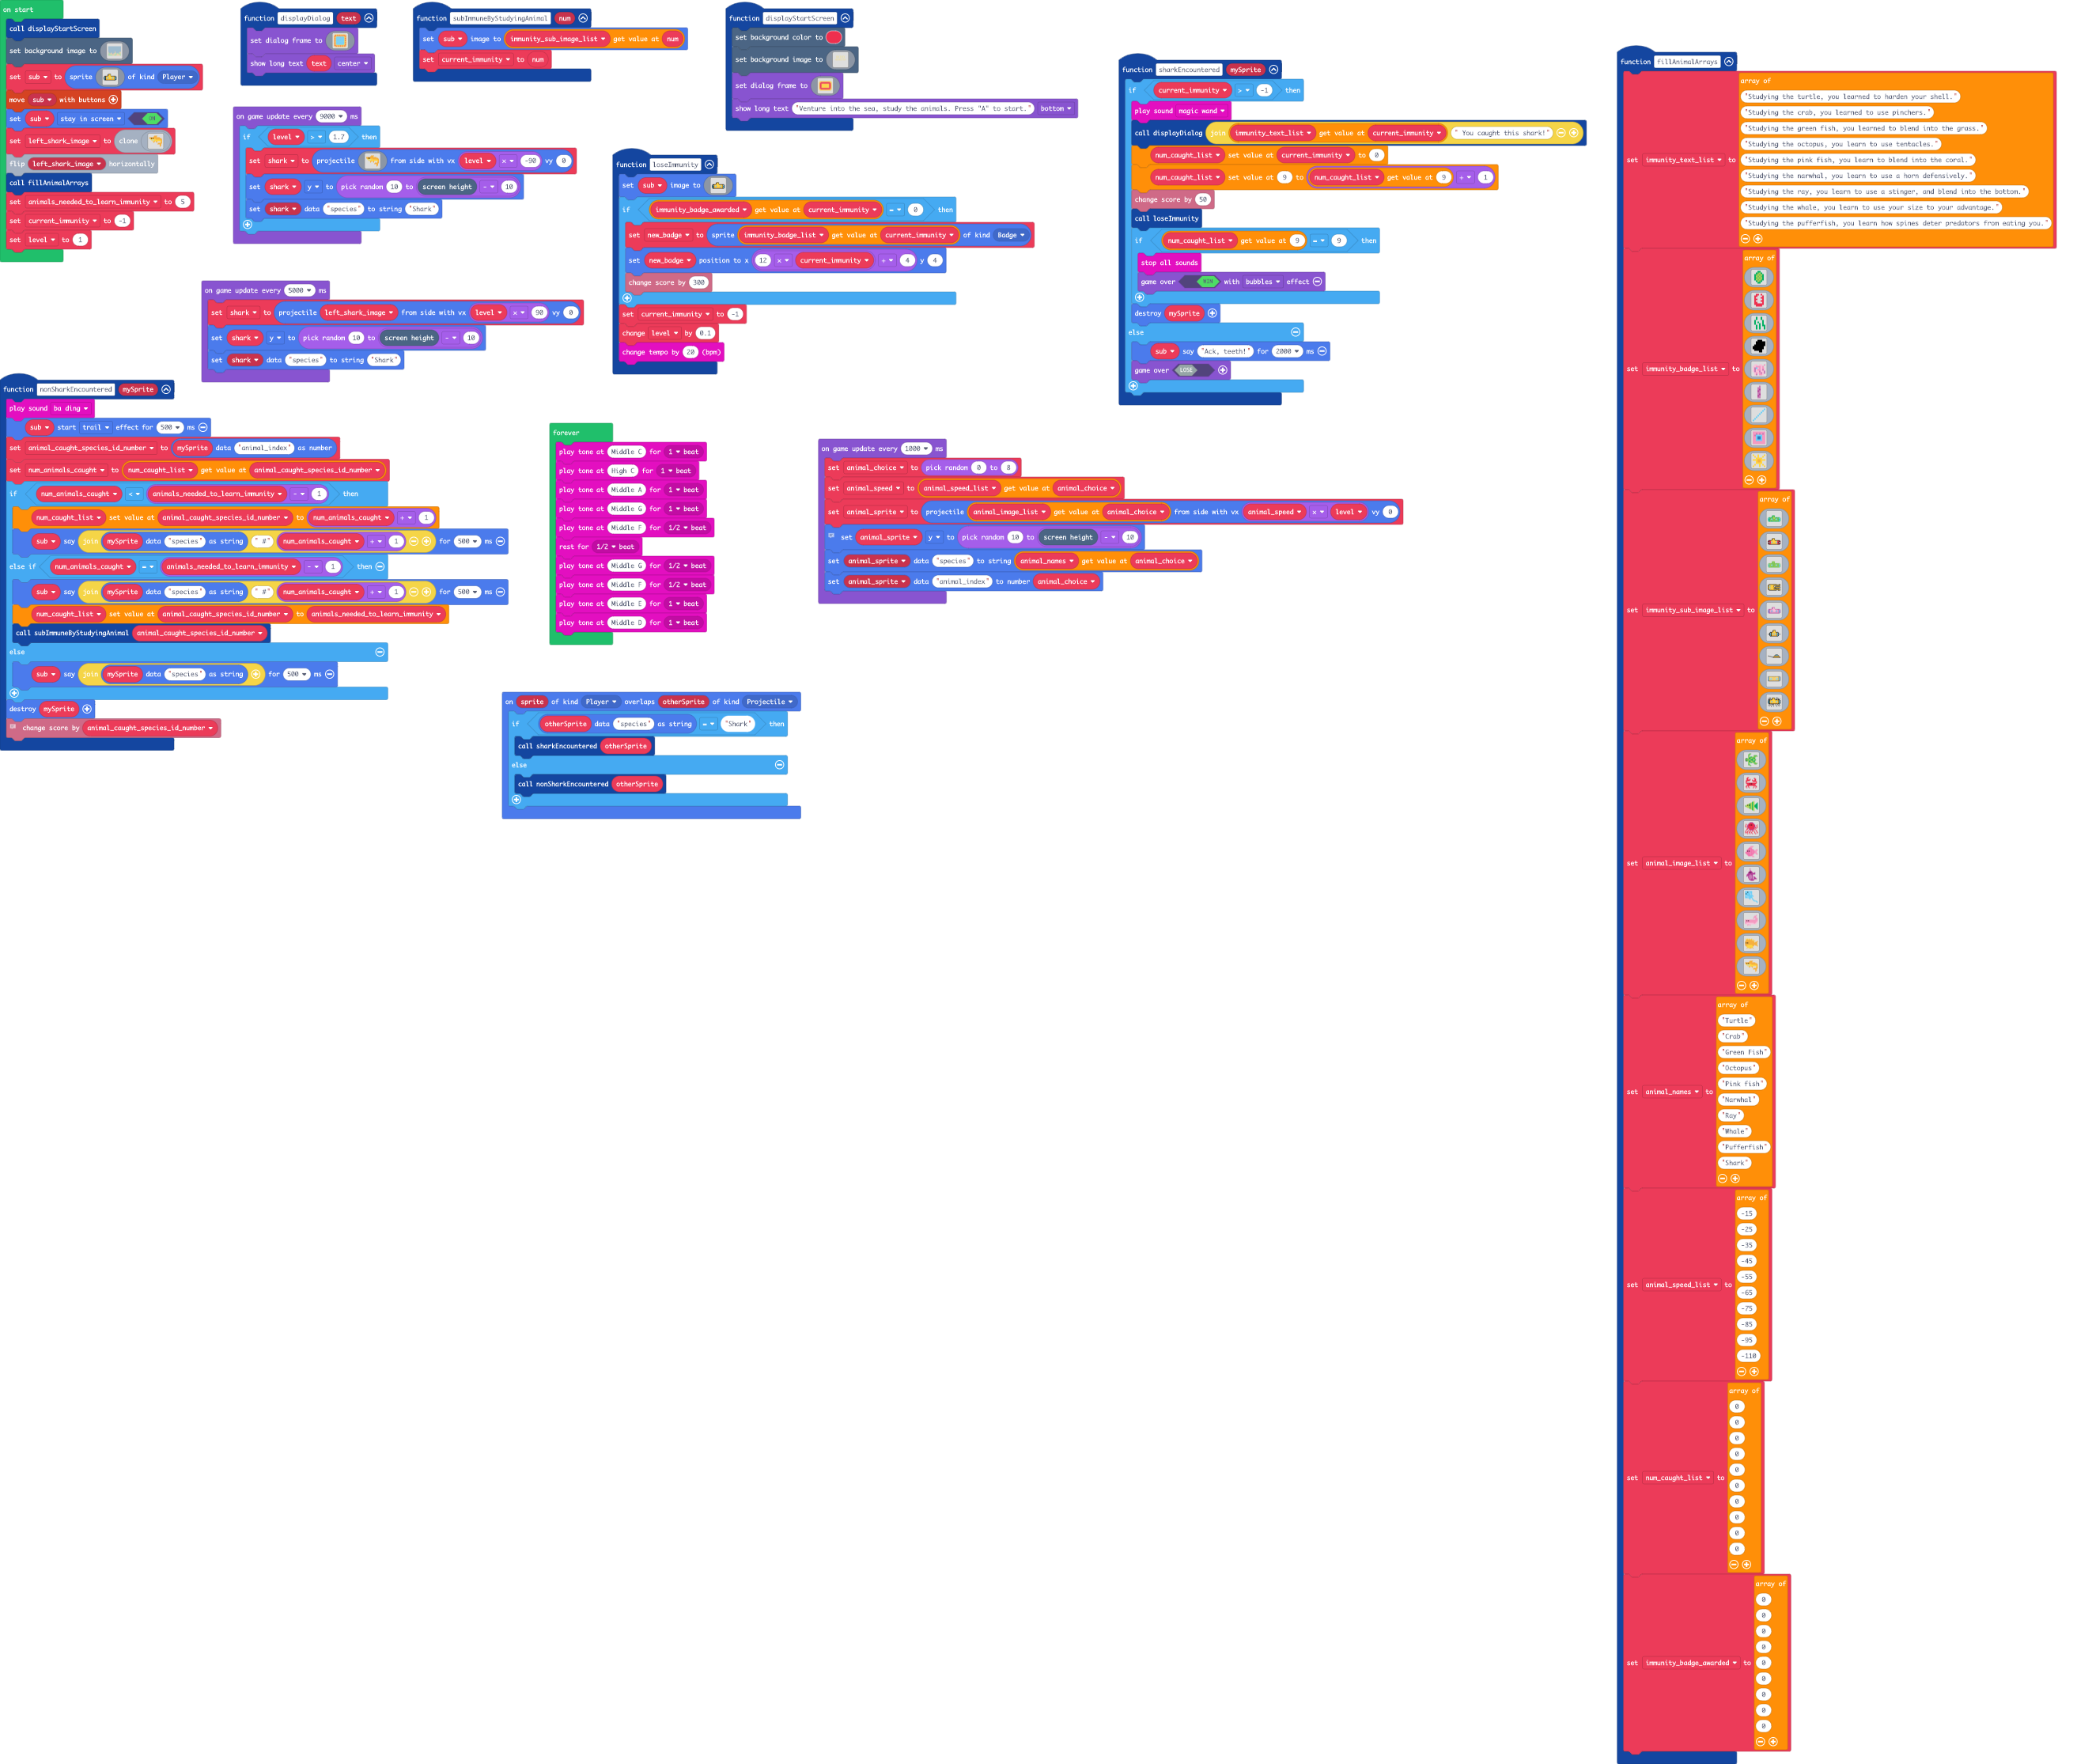 on start
call displayStartScreen
set background image to
set sub to sprite of kind Player
move sub with buttons
set sub stay in screen ON
set left_shark_image to clone
flip left_shark_image horizontally
call fillAnimalArrays
set animals_needed_to_learn_immunity to 5
set current_immunity to -1
set level to 1
function displayDialog text
set dialog frame to
show long text text center
function subImmuneByStudyingAnimal num
set sub image to immunity_sub_image_list get value at num
set current_immunity to num
function displayStartScreen
set background color to
set background image to
set dialog frame to
show long text "Venture into the sea, study the animals. Press "A" to start." bottom
on game update every 9000 ms
if level > 1.7 then
set shark to projectile from side with vx level × -90 vy 0
set shark y to pick random 10 to screen height - 10
set shark data "species" to string "Shark"
on game update every 5000 ms
set shark to projectile left_shark_image from side with vx level × 90 vy 0
set shark y to pick random 10 to screen height - 10
set shark data "species" to string "Shark"
function loseImmunity
set sub image to
if immunity_badge_awarded get value at current_immunity = 0 then
set new_badge to sprite immunity_badge_list get value at current_immunity of kind Badge
set new_badge position to x 12 × current_immunity + 4 y 4
change score by 300
set current_immunity to -1
change level by 0.1
change tempo by 20 (bpm)
function sharkEncountered mySprite
if current_immunity > -1 then
play sound magic wand
call displayDialog join immunity_text_list get value at current_immunity " You caught this shark!"
num_caught_list set value at current_immunity to 0
num_caught_list set value at 9 to num_caught_list get value at 9 + 1
change score by 50
call loseImmunity
if num_caught_list get value at 9 = 9 then
stop all sounds
game over WIN with bubbles effect
destroy mySprite
else
sub say "Ack, teeth!" for 2000 ms
game over LOSE
function nonSharkEncountered mySprite
play sound ba ding
sub start trail effect for 500 ms
set animal_caught_species_id_number to mySprite data "animal_index" as number
set num_animals_caught to num_caught_list get value at animal_caught_species_id_number
if num_animals_caught < animals_needed_to_learn_immunity - 1 then
num_caught_list set value at animal_caught_species_id_number to num_animals_caught + 1
sub say join mySprite data "species" as string " #" num_animals_caught + 1 for 500 ms
else if num_animals_caught = animals_needed_to_learn_immunity - 1 then
sub say join mySprite data "species" as string " #" num_animals_caught + 1 for 500 ms
num_caught_list set value at animal_caught_species_id_number to animals_needed_to_learn_immunity
call subImmuneByStudyingAnimal animal_caught_species_id_number
else
sub say join mySprite data "species" as string for 500 ms
destroy mySprite
change score by animal_caught_species_id_number
forever
play tone at Middle C for 1 beat
play tone at High C for 1 beat
play tone at Middle A for 1 beat
play tone at Middle G for 1 beat
play tone at Middle F for 1/2 beat
rest for 1/2 beat
play tone at Middle G for 1/2 beat
play tone at Middle F for 1/2 beat
play tone at Middle E for 1 beat
play tone at Middle D for 1 beat
on game update every 1000 ms
set animal_choice to pick random 0 to 8
set animal_speed to animal_speed_list get value at animal_choice
set animal_sprite to projectile animal_image_list get value at animal_choice from side with vx animal_speed × level vy 0
set animal_sprite y to pick random 10 to screen height - 10
set animal_sprite data "species" to string animal_names get value at animal_choice
set animal_sprite data "animal_index" to number animal_choice
on sprite of kind Player overlaps otherSprite of kind Projectile
if otherSprite data "species" as string = "Shark" then
call sharkEncountered otherSprite
else
call nonSharkEncountered otherSprite
function fillAnimalArrays
set immunity_text_list to array of
"Studying the turtle, you learned to harden your shell."
"Studying the crab, you learned to use pinchers."
"Studying the green fish, you learned to blend into the grass."
"Studying the octopus, you learn to use tentacles."
"Studying the pink fish, you learn to blend into the coral."
"Studying the narwhal, you learn to use a horn defensively."
"Studying the ray, you learn to use a stinger, and blend into the bottom."
"Studying the whale, you learn to use your size to your advantage."
"Studying the pufferfish, you learn how spines deter predators from eating you."
set immunity_badge_list to array of
set immunity_sub_image_list to array of
set animal_image_list to array of
set animal_names to array of
"Turtle"
"Crab"
"Green Fish"
"Octopus"
"Pink fish"
"Narwhal"
"Ray"
"Whale"
"Pufferfish"
"Shark"
set animal_speed_list to array of
-15
-25
-35
-45
-55
-65
-75
-85
-95
-110
set num_caught_list to array of
0
0
0
0
0
0
0
0
0
0
set immunity_badge_awarded to array of
0
0
0
0
0
0
0
0
0